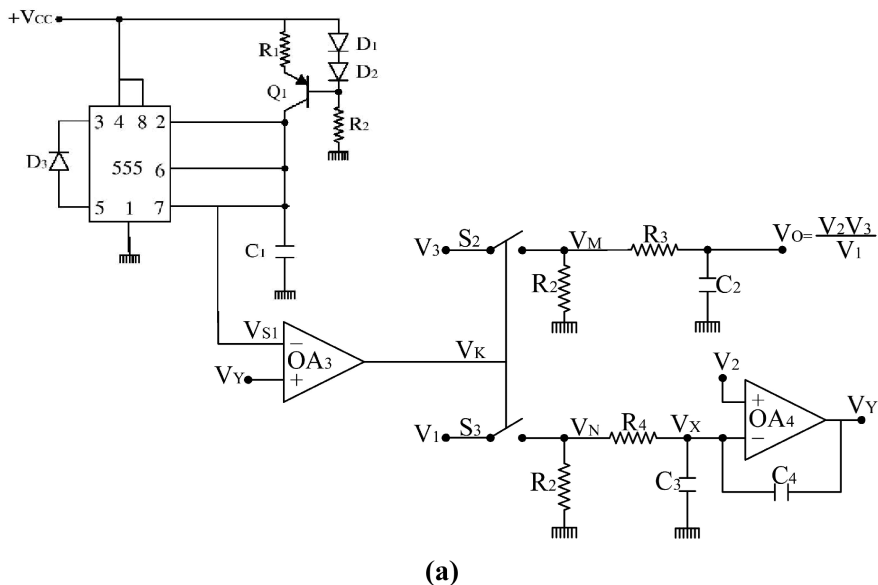 +VCC
R1
D1
D2
Q1
R2
3 4 8 2
D3
555
6
5 1 7
C1
V3 S2
VM
R3
VO= V2V3
V1
R2
C2
VS1
−
OA3
VY
+
VK
V2
+
OA4
−
VY
V1 S3
VN
R4
VX
R2
C3
C4
(a)